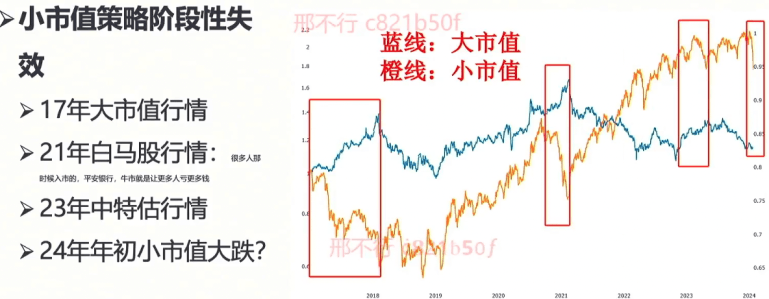 小市值策略阶段性失
效
17年大市值行情
21年白马股行情：很多人那
时候入市的，平安银行，牛市就是让更多人亏更多钱
23年中特估行情
24年年初小市值大跌？
邢不行 c821b50f
蓝线：大市值
橙线：小市值
2.2
2
1.8
1.6
1.4
1.2
1
0.8
0.6
1
0.95
0.9
0.85
0.8
0.75
0.7
0.65
邢不行 c821b50f
2018
2019
2020
2021
2022
2023
2024